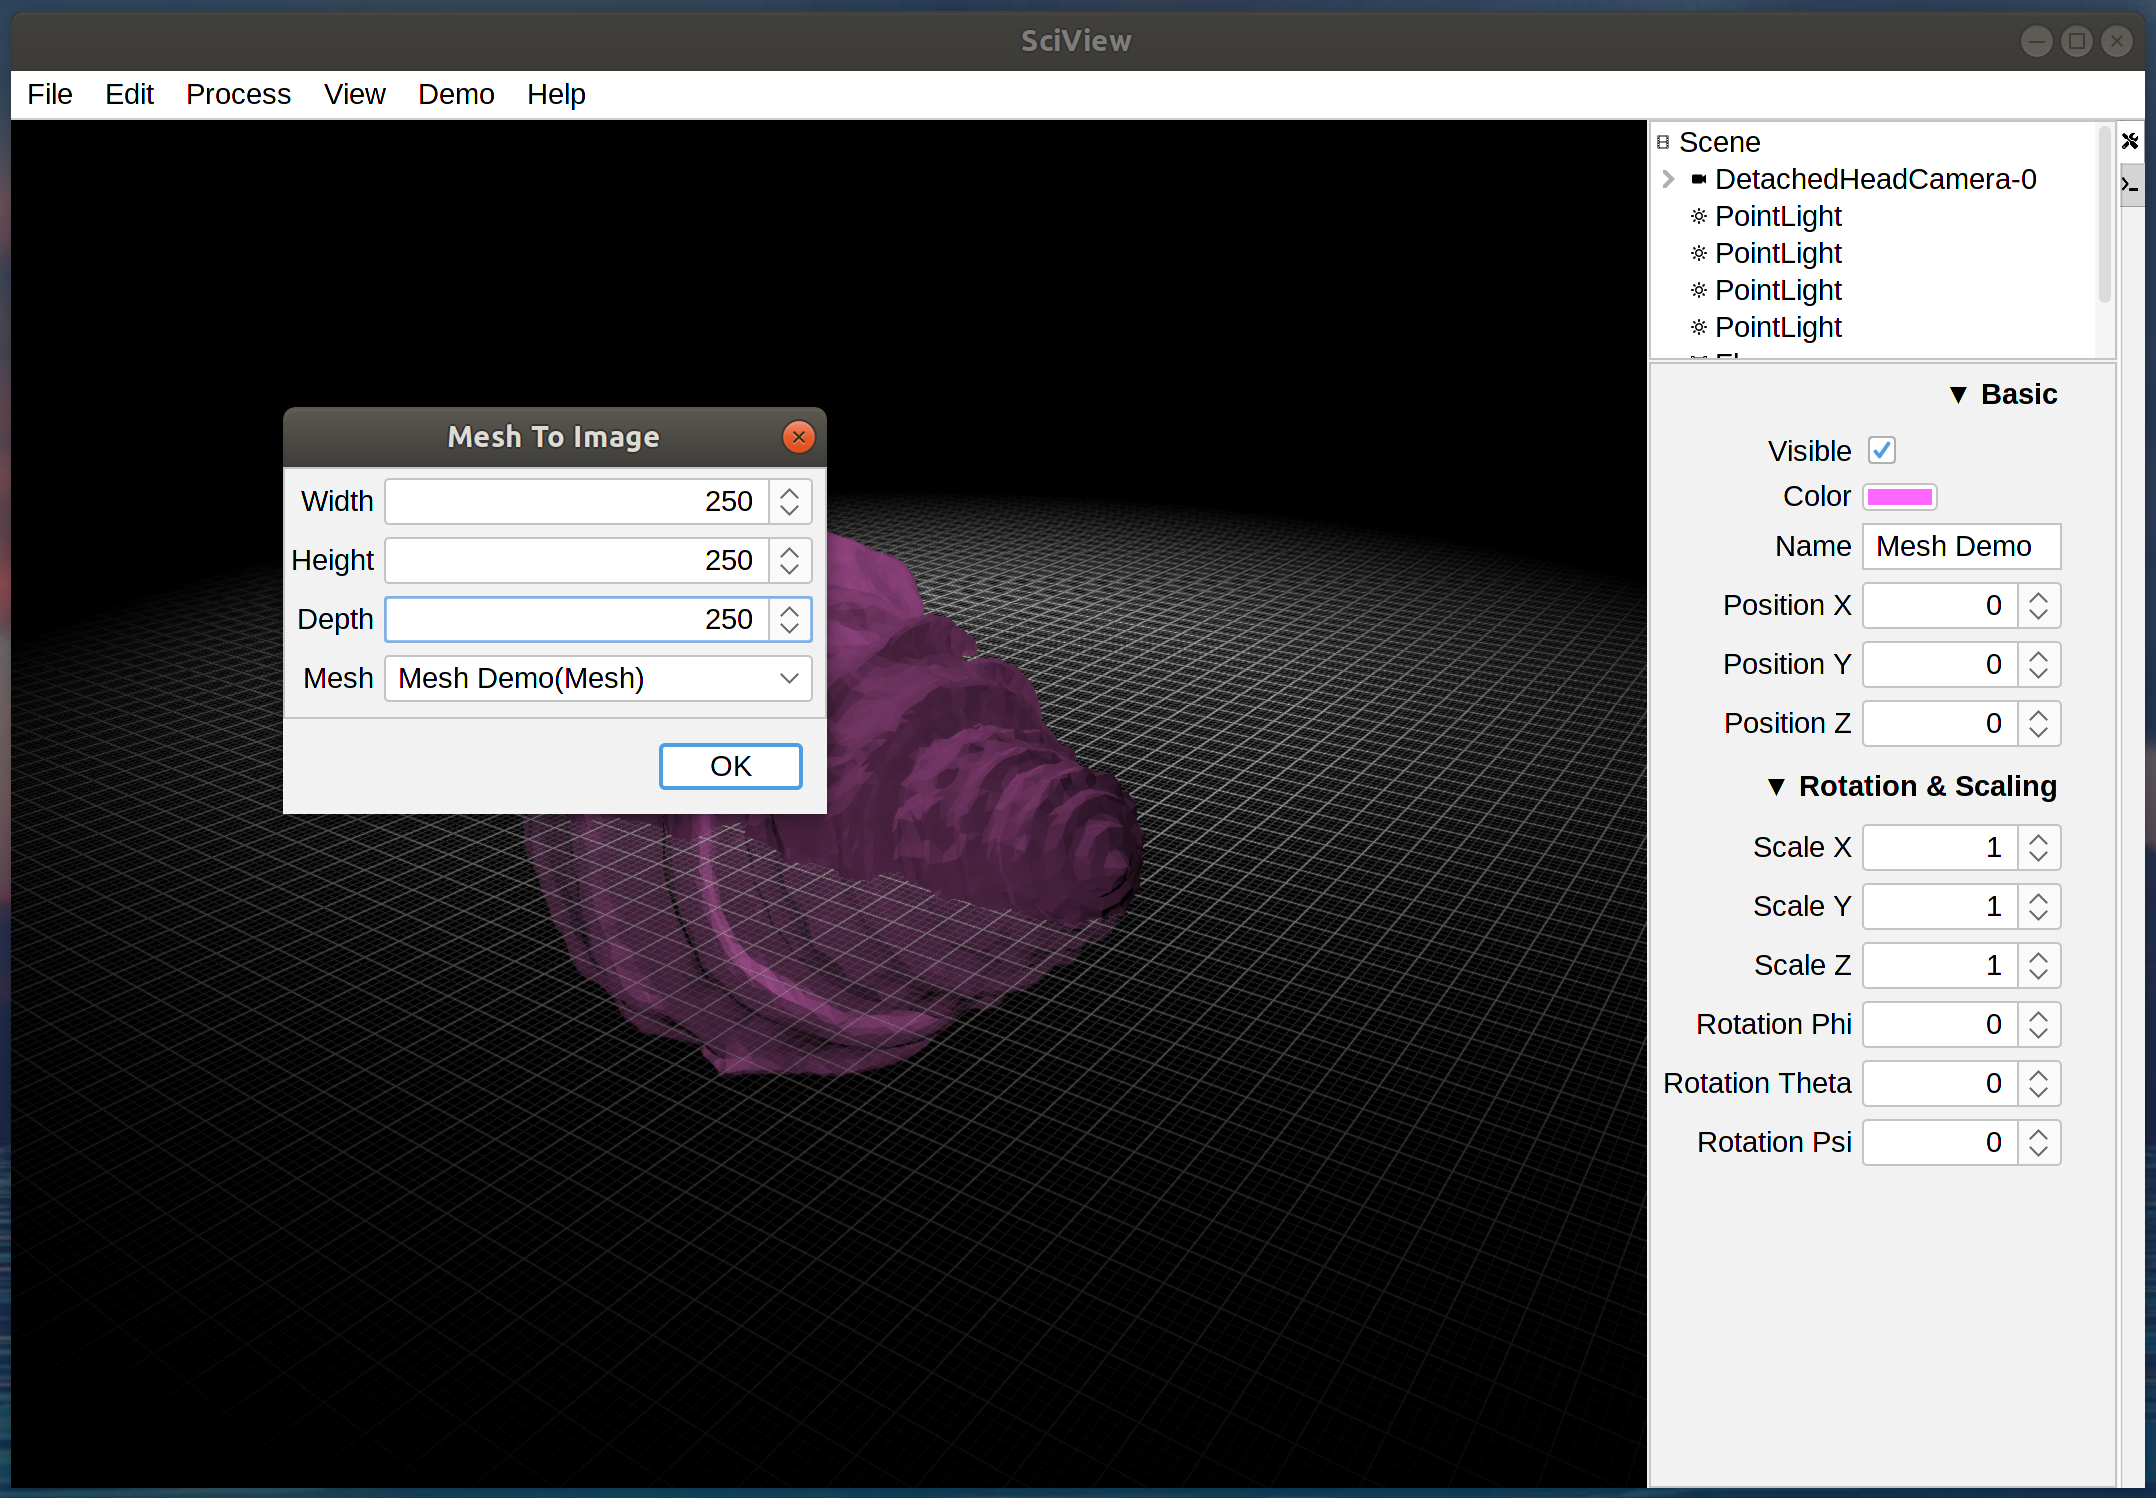 SciView
File Edit Process View Demo Help
Scene
DetachedHeadCamera-0
PointLight
PointLight
PointLight
PointLight
Mesh To Image
Width 250
Height 250
Depth 250
Mesh Mesh Demo(Mesh)
OK
▼ Basic
Visible
Color
Name Mesh Demo
Position X 0
Position Y 0
Position Z 0
▼ Rotation & Scaling
Scale X 1
Scale Y 1
Scale Z 1
Rotation Phi 0
Rotation Theta 0
Rotation Psi 0